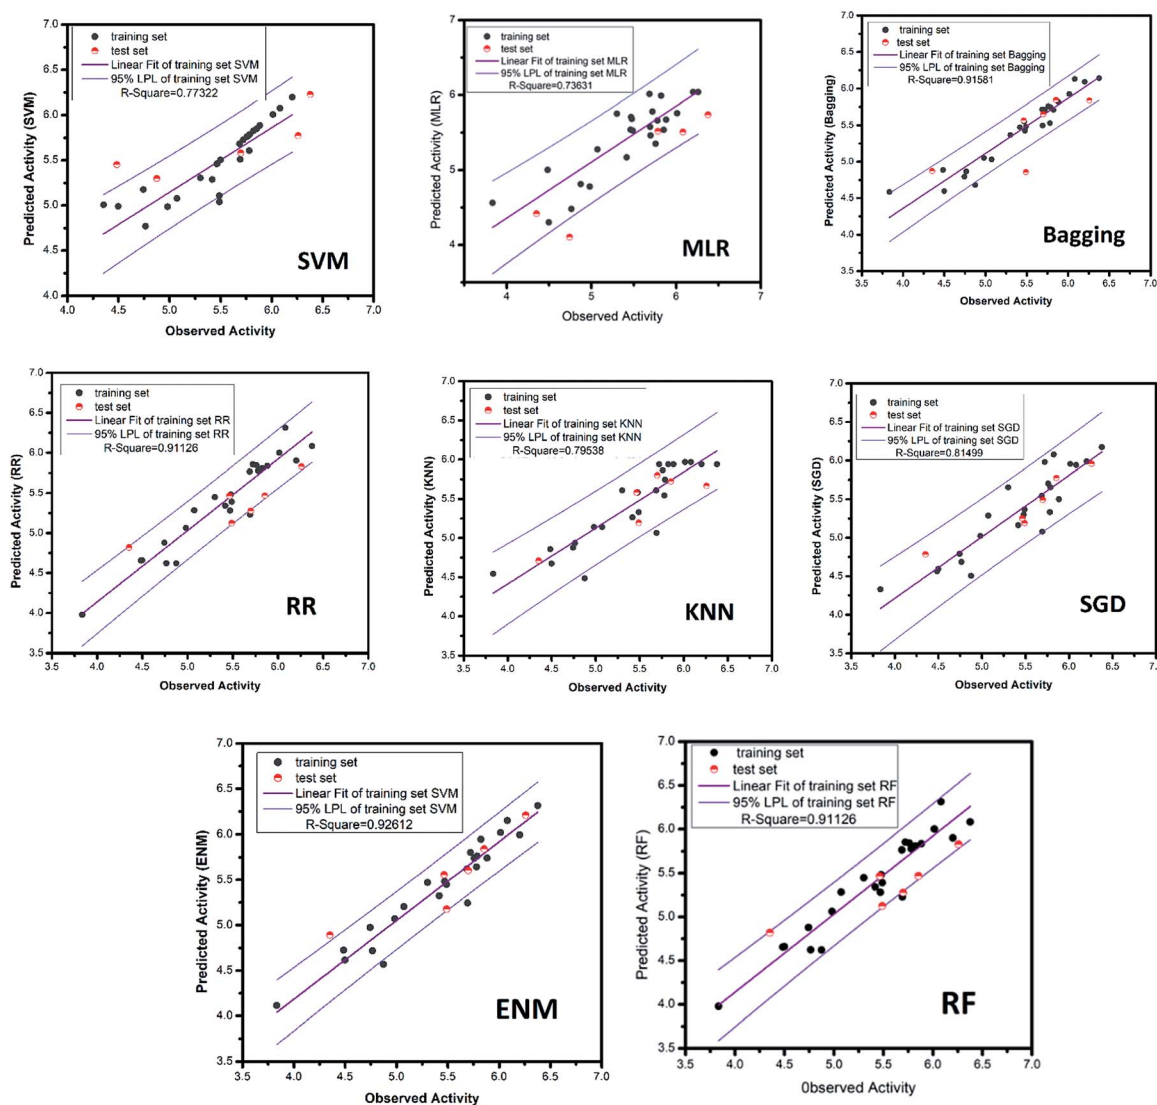 7.0
6.5
6.0
5.5
5.0
4.5
4.0
4.0 4.5 5.0 5.5 6.0 6.5 7.0
Predicted Activity (SVM)
Observed Activity
training set
test set
Linear Fit of training set SVM
95% LPL of training set SVM
R-Square=0.77322
SVM
7
6
5
4
4 5 6 7
Predicted Activity (MLR)
Observed Activity
training set
test set
Linear Fit of training set MLR
95% LPL of training set MLR
R-Square=0.73631
MLR
7.0
6.5
6.0
5.5
5.0
4.5
4.0
3.5
3.5 4.0 4.5 5.0 5.5 6.0 6.5 7.0
Predicted Activity (Bagging)
Observed Activity
training set
test set
Linear Fit of training set Bagging
95% LPL of training set Bagging
R-Square=0.91581
Bagging
7.0
6.5
6.0
5.5
5.0
4.5
4.0
3.5
3.5 4.0 4.5 5.0 5.5 6.0 6.5 7.0
Predicted Activity (RR)
Observed Activity
training set
test set
Linear Fit of training set RR
95% LPL of training set RR
R-Square=0.91126
RR
7.0
6.5
6.0
5.5
5.0
4.5
4.0
3.5
3.5 4.0 4.5 5.0 5.5 6.0 6.5 7.0
Predicted Activity (KNN)
Observed Activity
training set
test set
Linear Fit of training set KNN
95% LPL of training set KNN
R-Square=0.79538
KNN
7.0
6.5
6.0
5.5
5.0
4.5
4.0
3.5
3.5 4.0 4.5 5.0 5.5 6.0 6.5 7.0
Predicted Activity (SGD)
Observed Activity
training set
test set
Linear Fit of training set SGD
95% LPL of training set SGD
R-Square=0.81499
SGD
7.0
6.5
6.0
5.5
5.0
4.5
4.0
3.5
3.5 4.0 4.5 5.0 5.5 6.0 6.5 7.0
Predicted Activity (ENM)
Observed Activity
training set
test set
Linear Fit of training set SVM
95% LPL of training set SVM
R-Square=0.92612
ENM
7.0
6.5
6.0
5.5
5.0
4.5
4.0
3.5
3.5 4.0 4.5 5.0 5.5 6.0 6.5 7.0
Predicted Activity (RF)
0bserved Activity
training set
test set
Linear Fit of training set RF
95% LPL of training set RF
R-Square=0.91126
RF